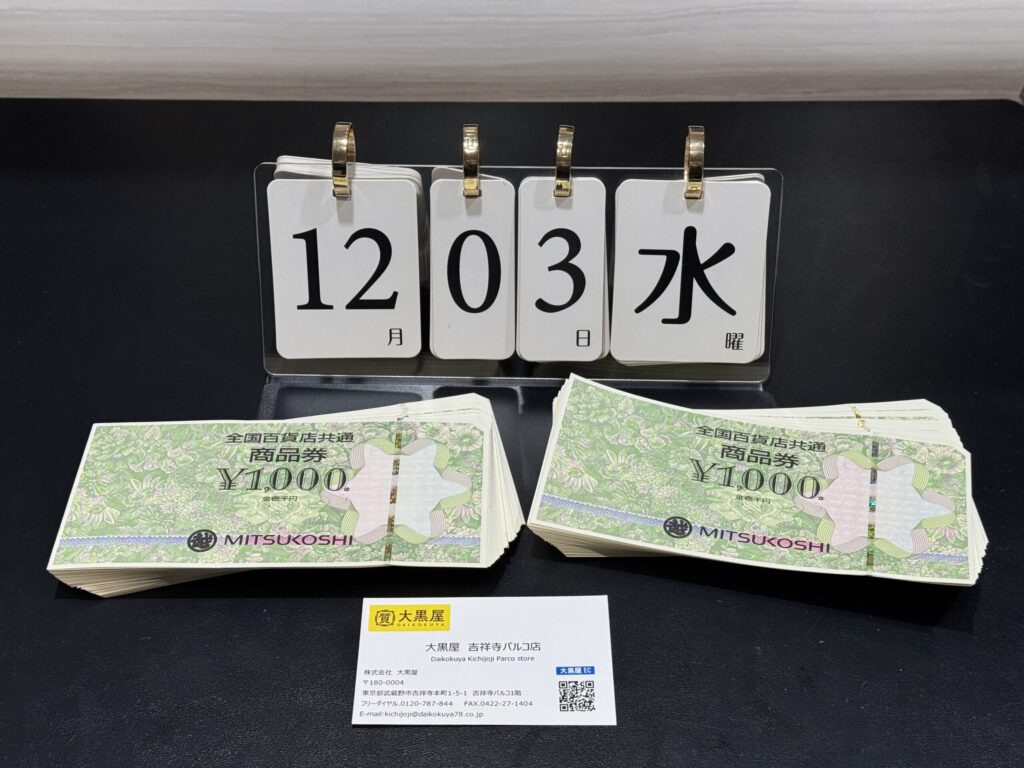 12
月
0
3
日
水
曜
全国百貨店共通
商品券
¥1,000。
金壱千円
MITSUKOSHI
全国百貨店共通
商品券
¥1,000。
金壱千円
MITSUKOSHI
質 大黒屋
DAIKOKUYA
大黒屋 吉祥寺パルコ店
Daikokuya Kichijoji Parco store
株式会社 大黒屋
〒180-0004
東京都武蔵野市吉祥寺本町1-5-1 吉祥寺パルコ1階
フリーダイヤル.0120-787-844 FAX.0422-27-1404
E-mail:kichijoji@daikokuya78.co.jp
大黒屋 EC